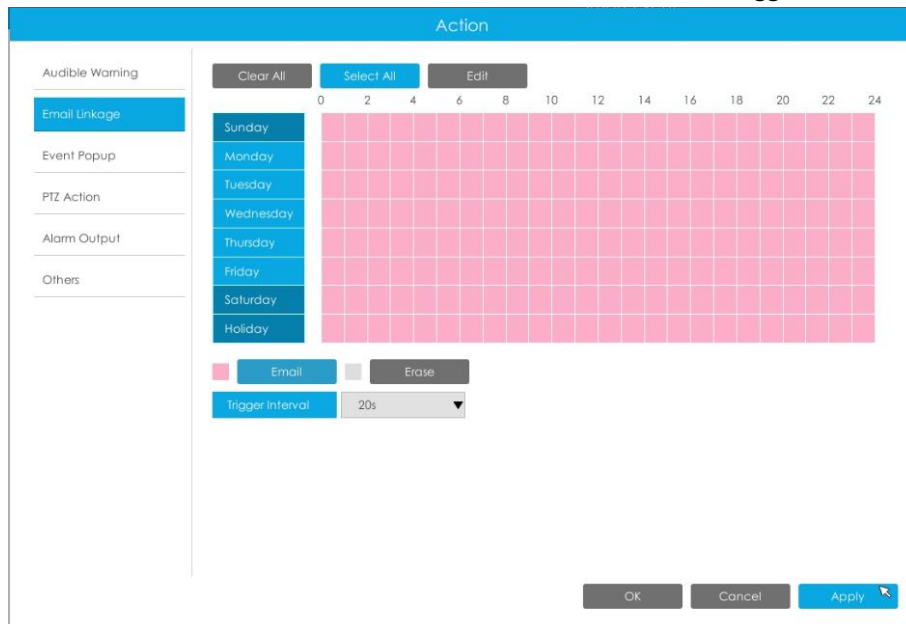 Action
Audible Warning
Email Linkage
Event Popup
PTZ Action
Alarm Output
Others
Clear All Select All Edit
0 2 4 6 8 10 12 14 16 18 20 22 24
Sunday
Monday
Tuesday
Wednesday
Thursday
Friday
Saturday
Holiday
Email Erase
Trigger Interval 20s
OK Cancel Apply